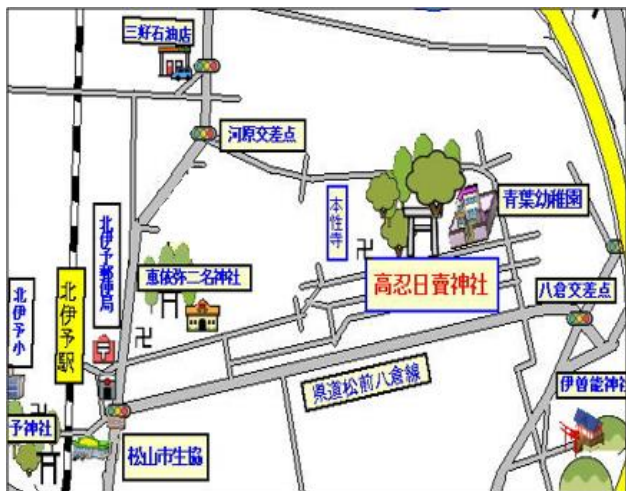 三好石油店
河原交差点
青葉幼稚園
本性寺
北伊予郵便局
恵依弥二名神社
高忍日賣神社
八倉交差点
北伊予小
北伊予駅
県道松前八倉線
伊曽能神社
予神社
松山市生協